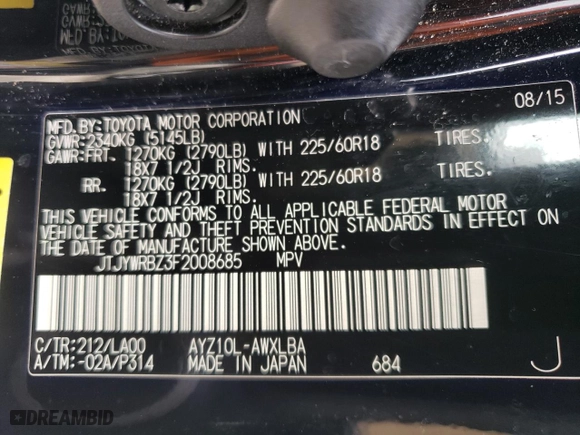 MFD.BY:TOYOTA MOTOR CORPORATION 08/15
GVWR:2340KG (5145LB)
GAWR:FRT. 1270KG (2790LB) WITH 225/60R18 TIRES.
18X7 1/2J RIMS.
RR. 1270KG (2790LB) WITH 225/60R18 TIRES.
18X7 1/2J RIMS.
THIS VEHICLE CONFORMS TO ALL APPLICABLE FEDERAL MOTOR
VEHICLE SAFETY AND THEFT PREVENTION STANDARDS IN EFFECT ON
THE DATE OF MANUFACTURE SHOWN ABOVE.
JTJYWRBZ3F2008685 MPV
C/TR:212/LA00 AYZ10L-AWXLBA
A/TM:-02A/P314 MADE IN JAPAN 684 J
DREAMBID